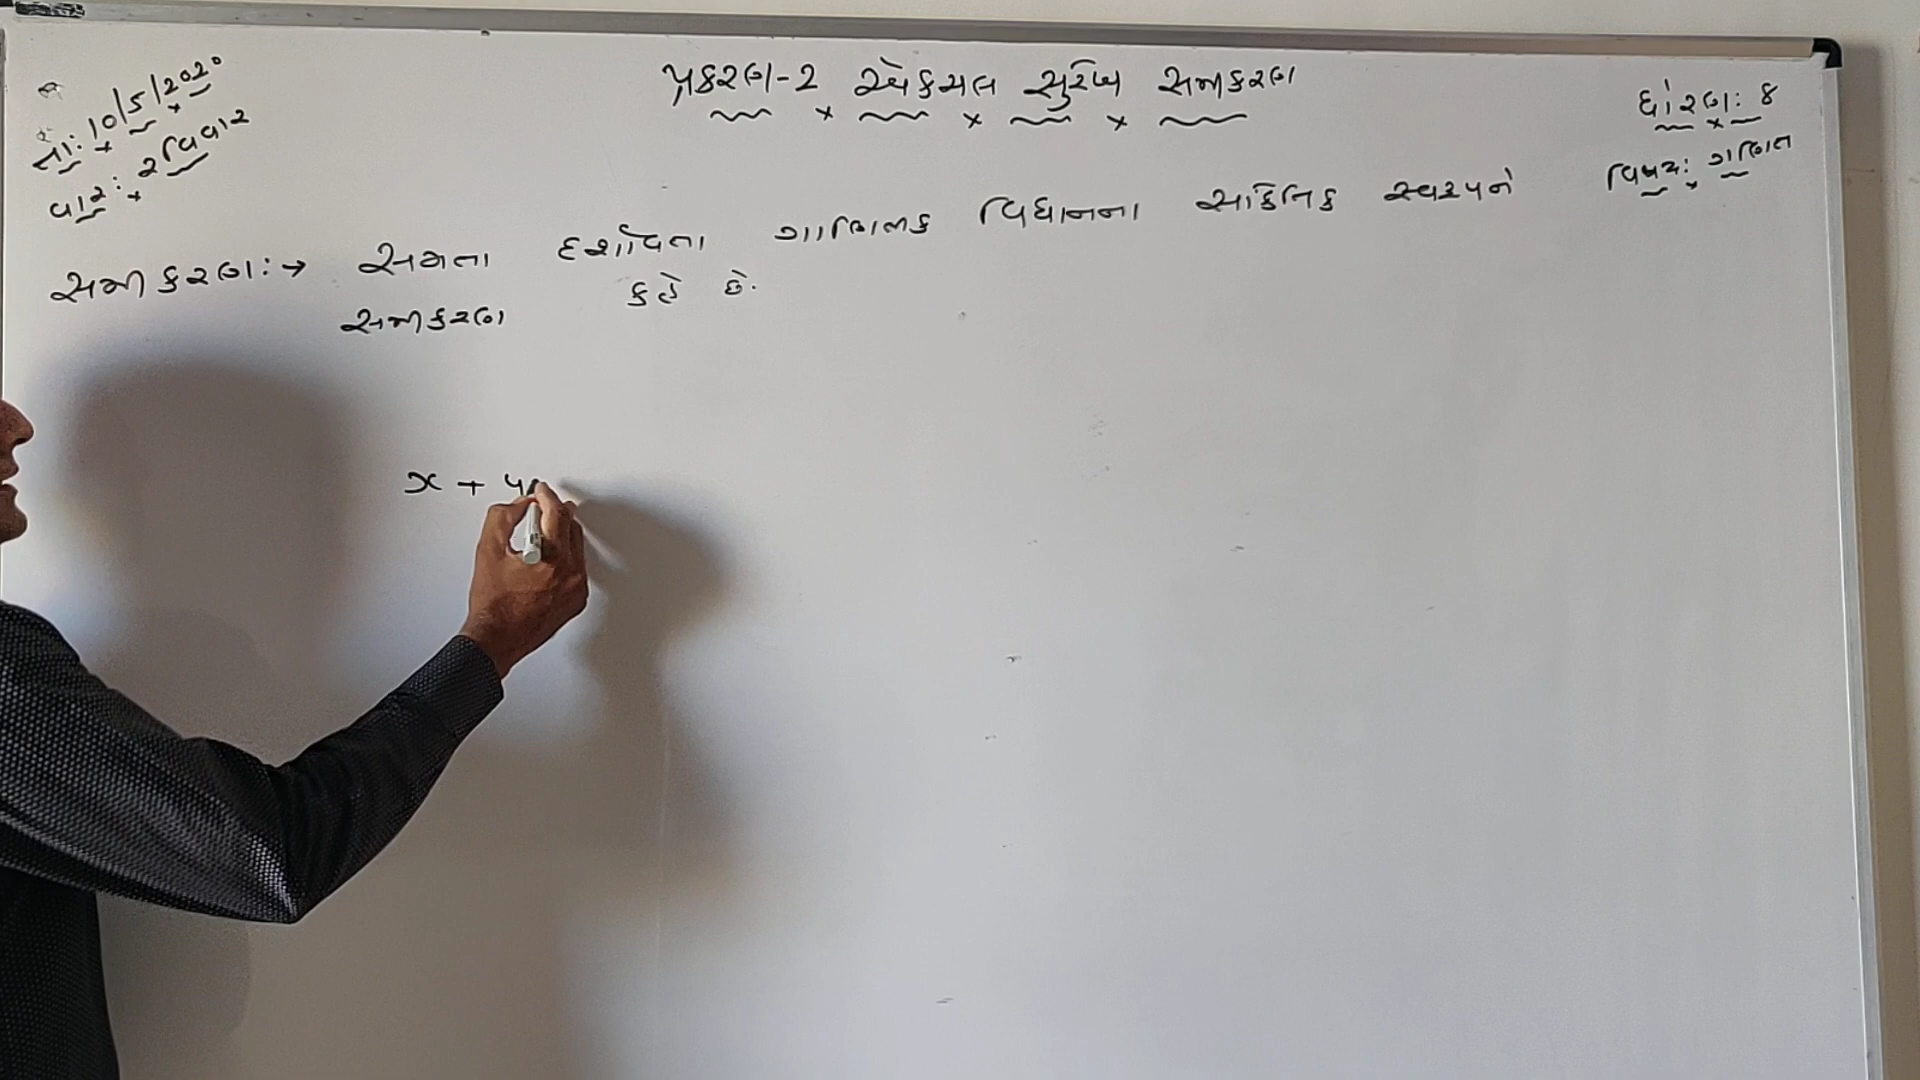 તા: 10/5/2020
વાર: રવિવાર
પ્રકરણ-2 એકચલ સુરેખ સમીકરણ
ધોરણ: 8
વિષય: ગણિત
સમીકરણ:→ સમતા દર્શાવતા ગાણિતિક વિધાનના સાંકેતિક સ્વરૂપને
સમીકરણ કહે છે.
x +